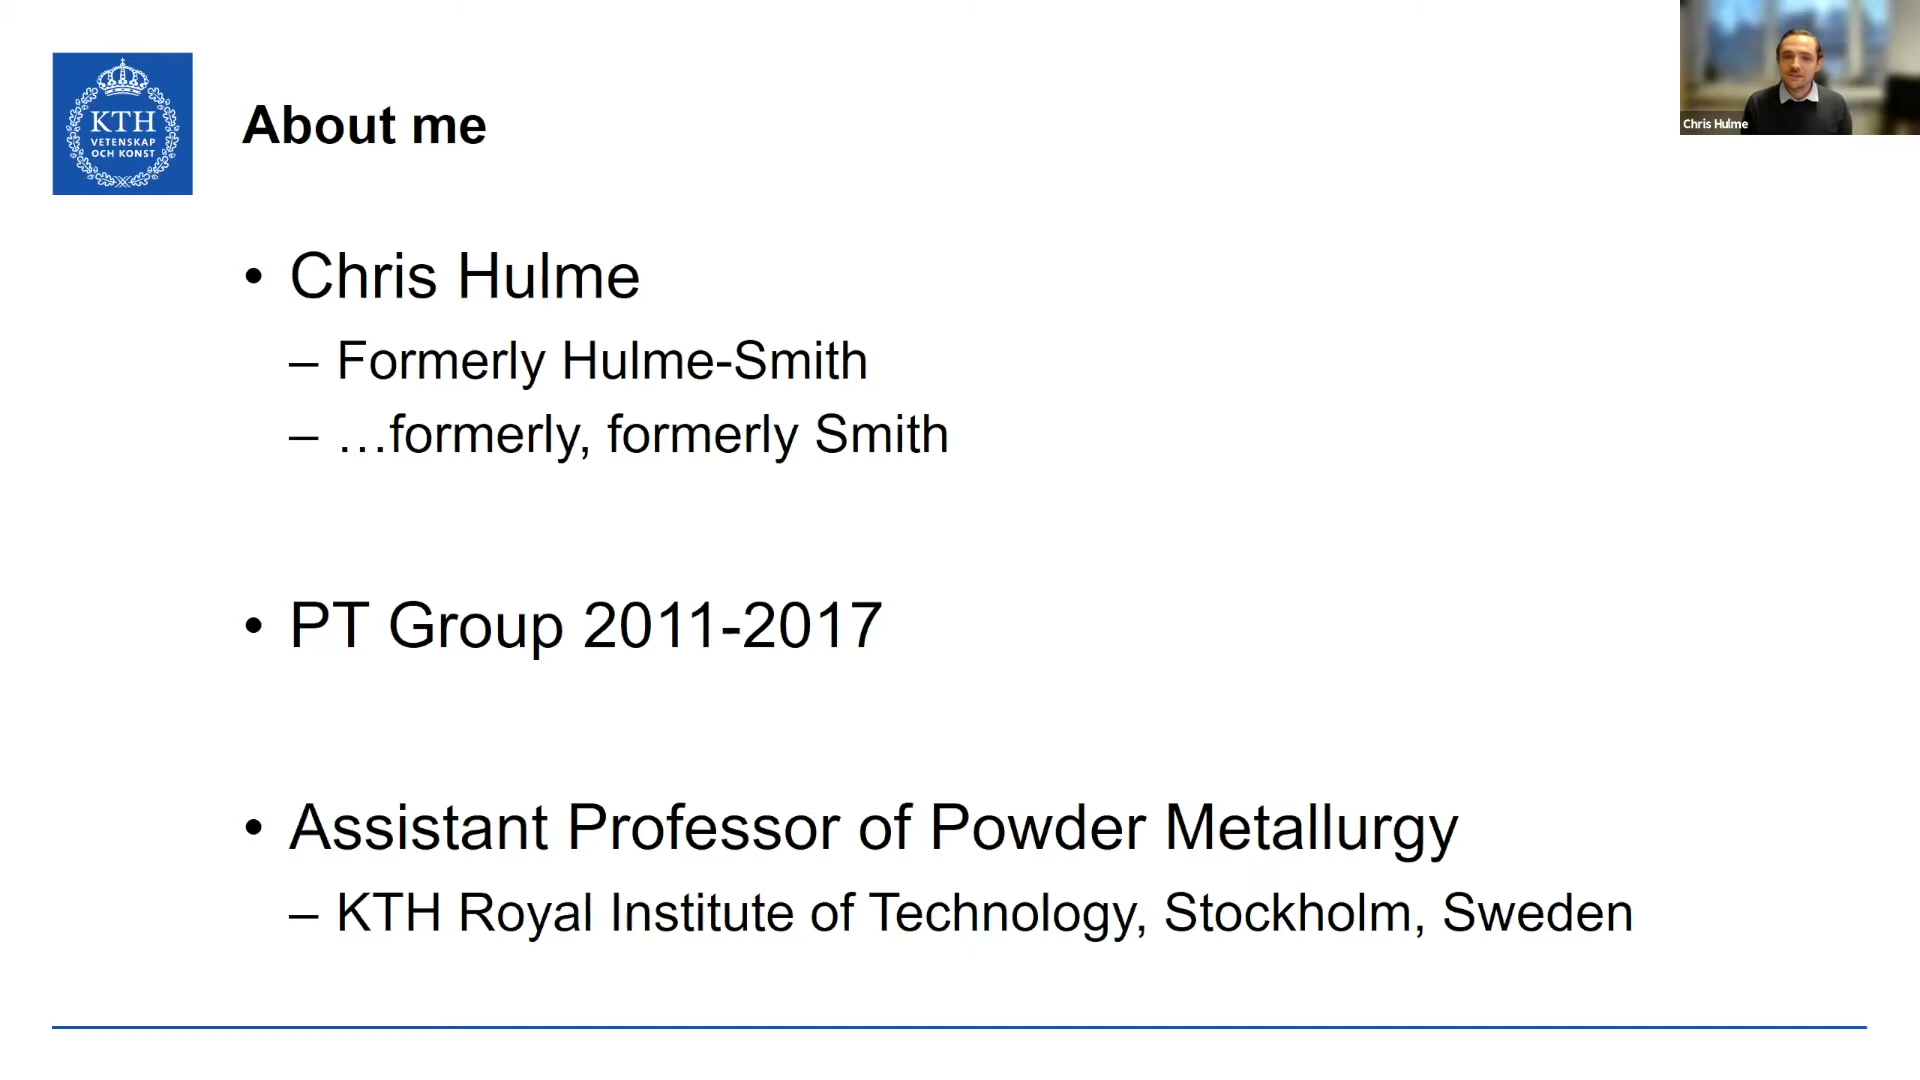 KTH
VETENSKAP
OCH KONST
About me
Chris Hulme
• Chris Hulme
– Formerly Hulme-Smith
– …formerly, formerly Smith
• PT Group 2011-2017
• Assistant Professor of Powder Metallurgy
– KTH Royal Institute of Technology, Stockholm, Sweden